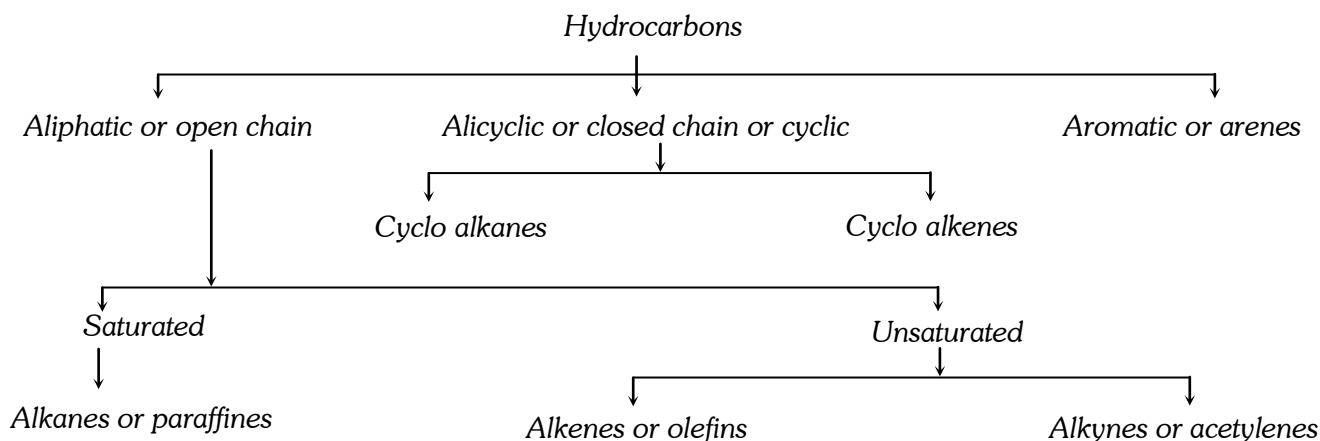 Hydrocarbons
Aliphatic or open chain
Alicyclic or closed chain or cyclic
Aromatic or arenes
Cyclo alkanes
Cyclo alkenes
Saturated
Unsaturated
Alkanes or paraffines
Alkenes or olefins
Alkynes or acetylenes